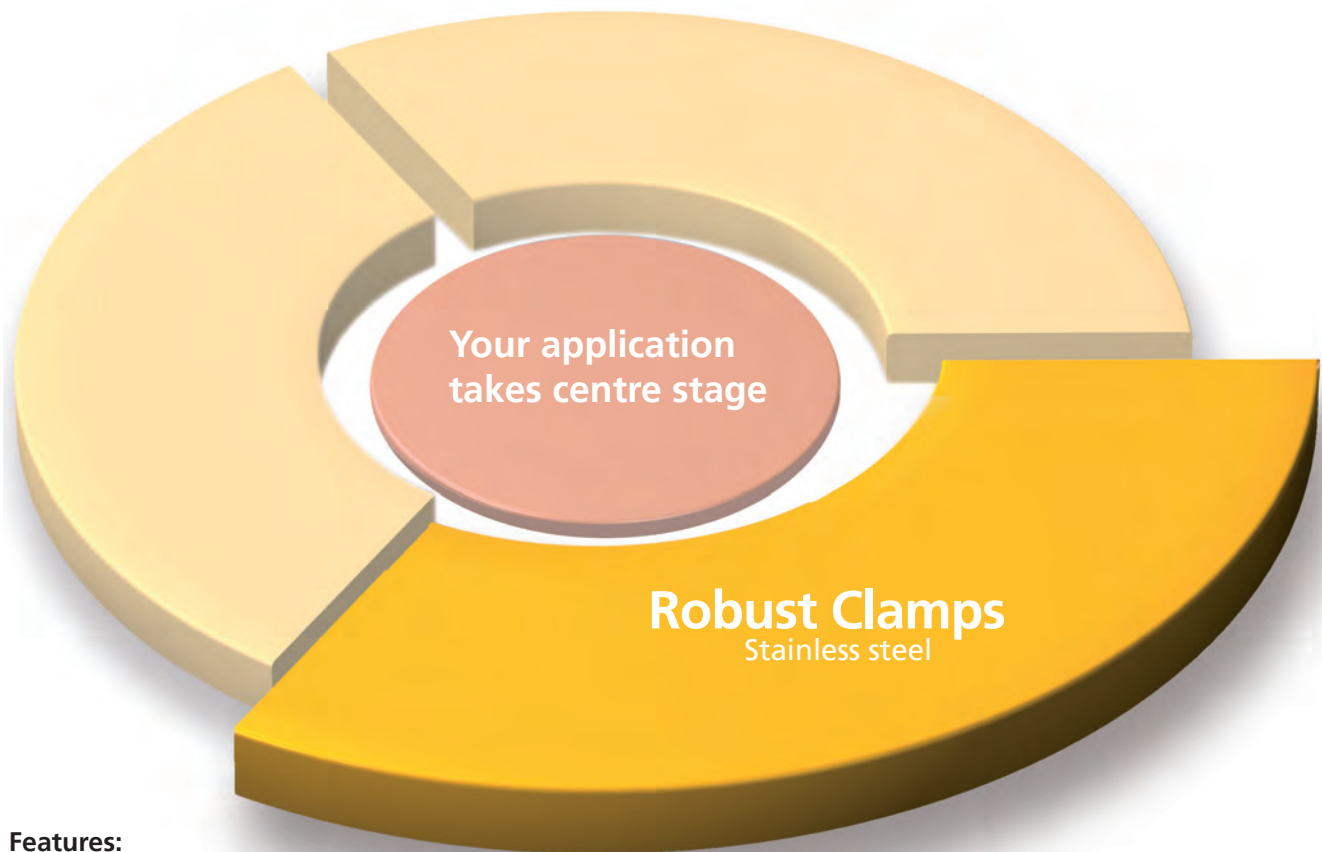 Your application
takes centre stage
Robust Clamps
Stainless steel
Features: